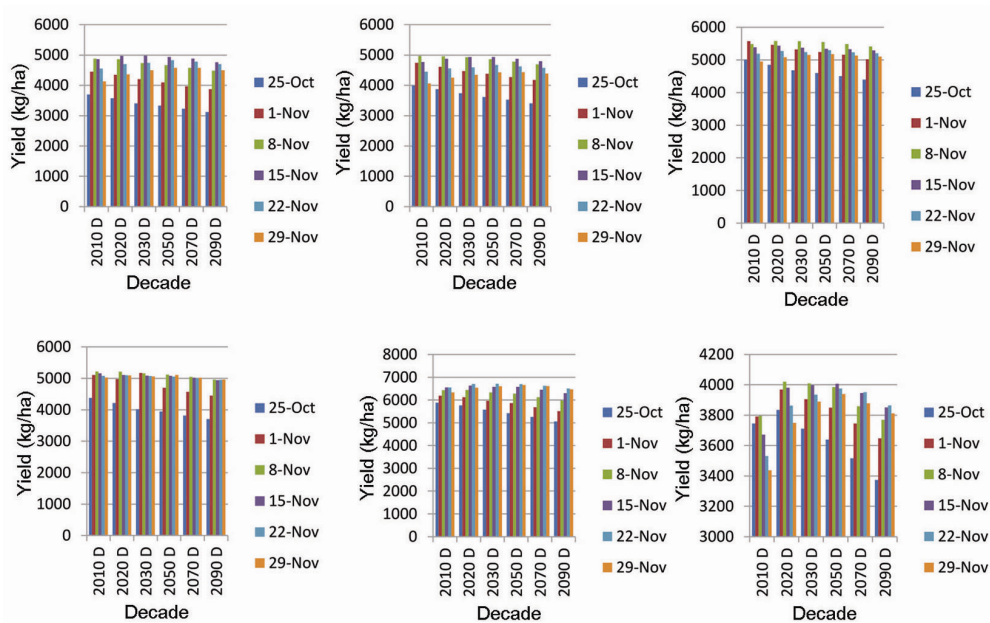 Yield (kg/ha)
6000
5000
4000
3000
2000
1000
0
2010 D
2020 D
2030 D
2050 D
2070 D
2090 D
Decade
25-Oct
1-Nov
8-Nov
15-Nov
22-Nov
29-Nov
Yield (kg/ha)
6000
5000
4000
3000
2000
1000
0
2010 D
2020 D
2030 D
2050 D
2070 D
2090 D
Decade
25-Oct
1-Nov
8-Nov
15-Nov
22-Nov
29-Nov
Yield (kg/ha)
6000
5000
4000
3000
2000
1000
0
2010 D
2020 D
2030 D
2050 D
2070 D
2090 D
Decade
25-Oct
1-Nov
8-Nov
15-Nov
22-Nov
29-Nov
Yield (kg/ha)
6000
5000
4000
3000
2000
1000
0
2010 D
2020 D
2030 D
2050 D
2070 D
2090 D
Decade
25-Oct
1-Nov
8-Nov
15-Nov
22-Nov
29-Nov
Yield (kg/ha)
8000
7000
6000
5000
4000
3000
2000
1000
0
2010 D
2020 D
2030 D
2050 D
2070 D
2090 D
Decade
25-Oct
1-Nov
8-Nov
15-Nov
22-Nov
29-Nov
Yield (kg/ha)
4200
4000
3800
3600
3400
3200
3000
2010 D
2020 D
2030 D
2050 D
2070 D
2090 D
Decade
25-Oct
1-Nov
8-Nov
15-Nov
22-Nov
29-Nov